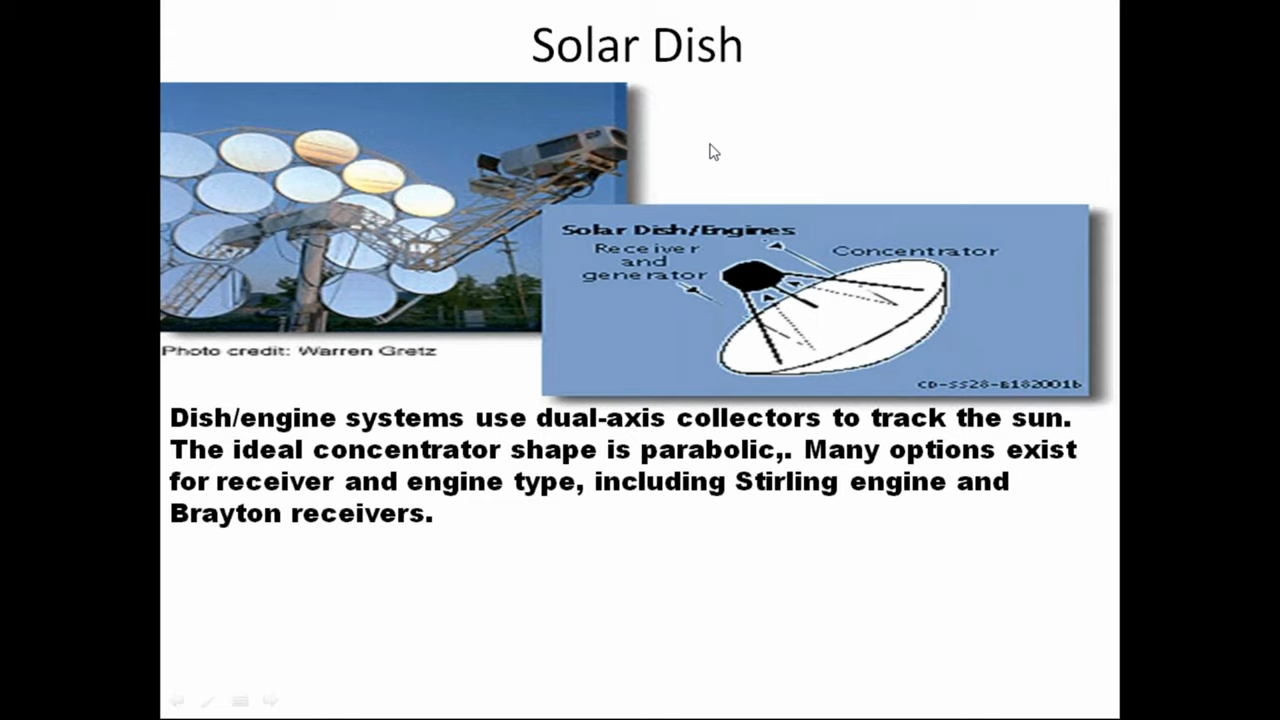 Solar Dish
Photo credit: Warren Gretz
Solar Dish/Engines
Receiver
and
generator
Concentrator
CD-SS28-B182001b
Dish/engine systems use dual-axis collectors to track the sun.
The ideal concentrator shape is parabolic,. Many options exist
for receiver and engine type, including Stirling engine and
Brayton receivers.